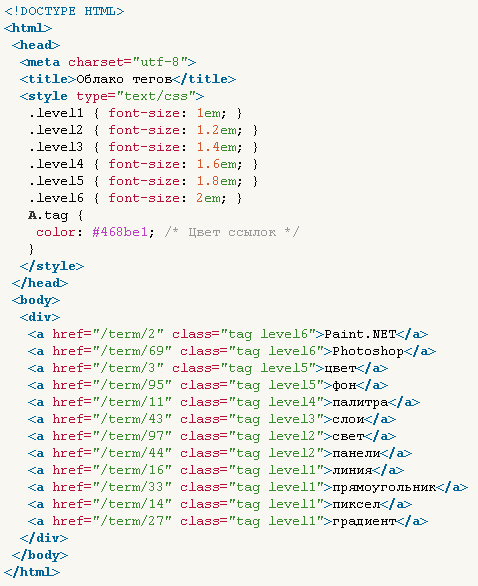 <!DOCTYPE HTML>
<html>
<head>
<meta charset="utf-8">
<title>Облако тегов</title>
<style type="text/css">
.level1 { font-size: 1em; }
.level2 { font-size: 1.2em; }
.level3 { font-size: 1.4em; }
.level4 { font-size: 1.6em; }
.level5 { font-size: 1.8em; }
.level6 { font-size: 2em; }
A.tag {
color: #468be1; /* Цвет ссылок */
}
</style>
</head>
<body>
<div>
<a href="/term/2" class="tag level6">Paint.NET</a>
<a href="/term/69" class="tag level6">Photoshop</a>
<a href="/term/3" class="tag level5">цвет</a>
<a href="/term/95" class="tag level5">фон</a>
<a href="/term/11" class="tag level4">палитра</a>
<a href="/term/43" class="tag level3">слои</a>
<a href="/term/97" class="tag level2">свет</a>
<a href="/term/44" class="tag level2">панели</a>
<a href="/term/16" class="tag level1">линия</a>
<a href="/term/33" class="tag level1">прямоугольник</a>
<a href="/term/14" class="tag level1">пиксел</a>
<a href="/term/27" class="tag level1">градиент</a>
</div>
</body>
</html>